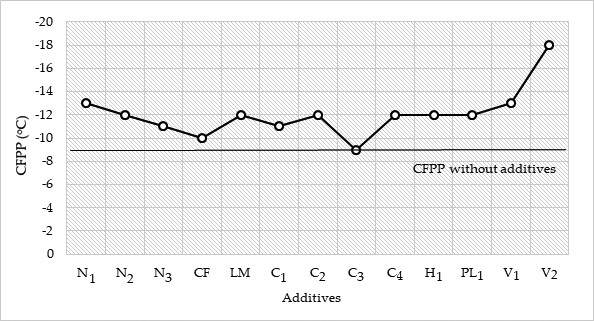 -20
-18
-16
-14
-12
-10
-8
-6
-4
-2
0
CFPP (°C)
CFPP without additives
N1 N2 N3 CF LM C1 C2 C3 C4 H1 PL1 V1 V2
Additives